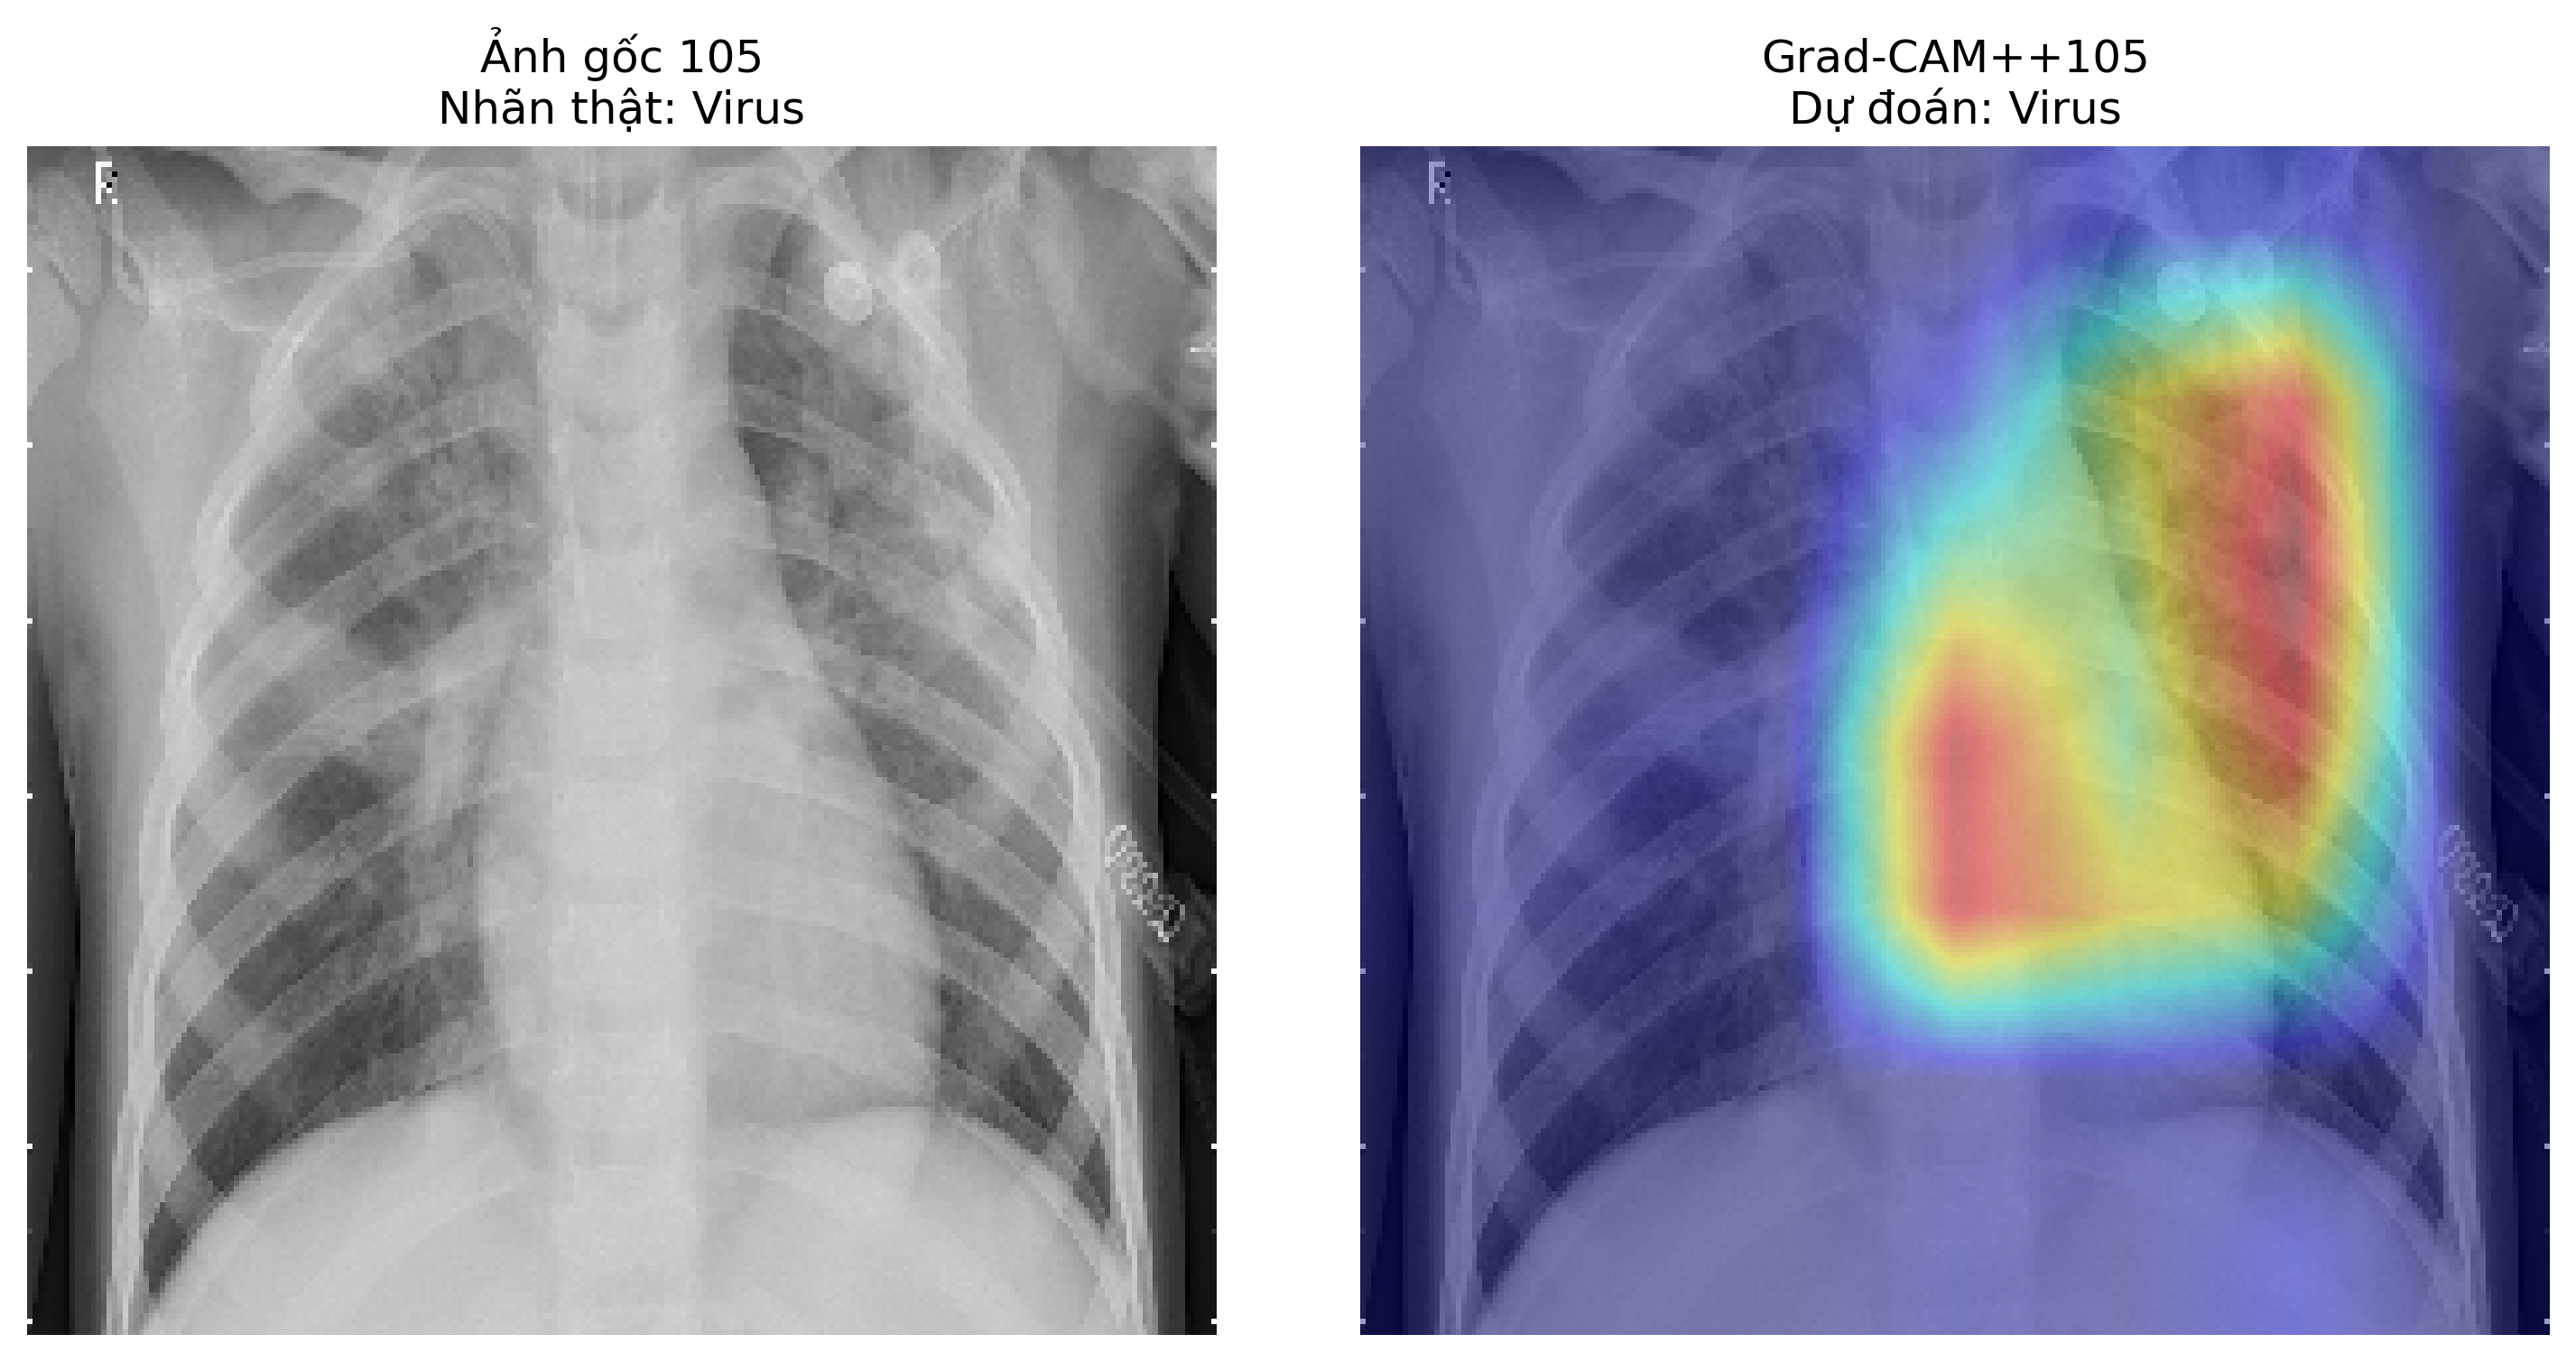 Ảnh gốc 105
Nhãn thật: Virus
Grad-CAM++105
Dự đoán: Virus
R
R